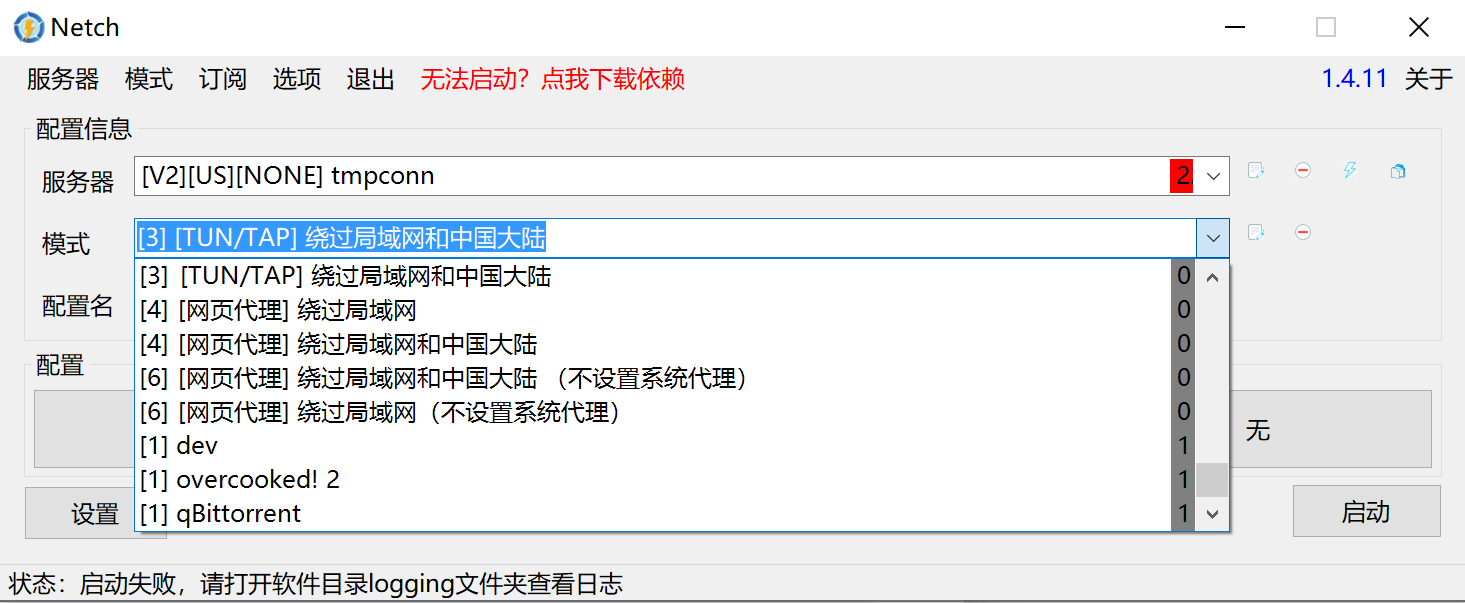 Netch
服务器 模式 订阅 选项 退出 无法启动？点我下载依赖 1.4.11 关于
配置信息
服务器 [V2][US][NONE] tmpconn 2
模式 [3] [TUN/TAP] 绕过局域网和中国大陆
[3] [TUN/TAP] 绕过局域网和中国大陆 0
配置名 [4] [网页代理] 绕过局域网 0
[4] [网页代理] 绕过局域网和中国大陆 0
配置
[6] [网页代理] 绕过局域网和中国大陆 （不设置系统代理） 0
[6] [网页代理] 绕过局域网（不设置系统代理） 0
无
[1] dev 1
[1] overcooked! 2 1
设置 [1] qBittorrent 1 启动
状态：启动失败，请打开软件目录logging文件夹查看日志